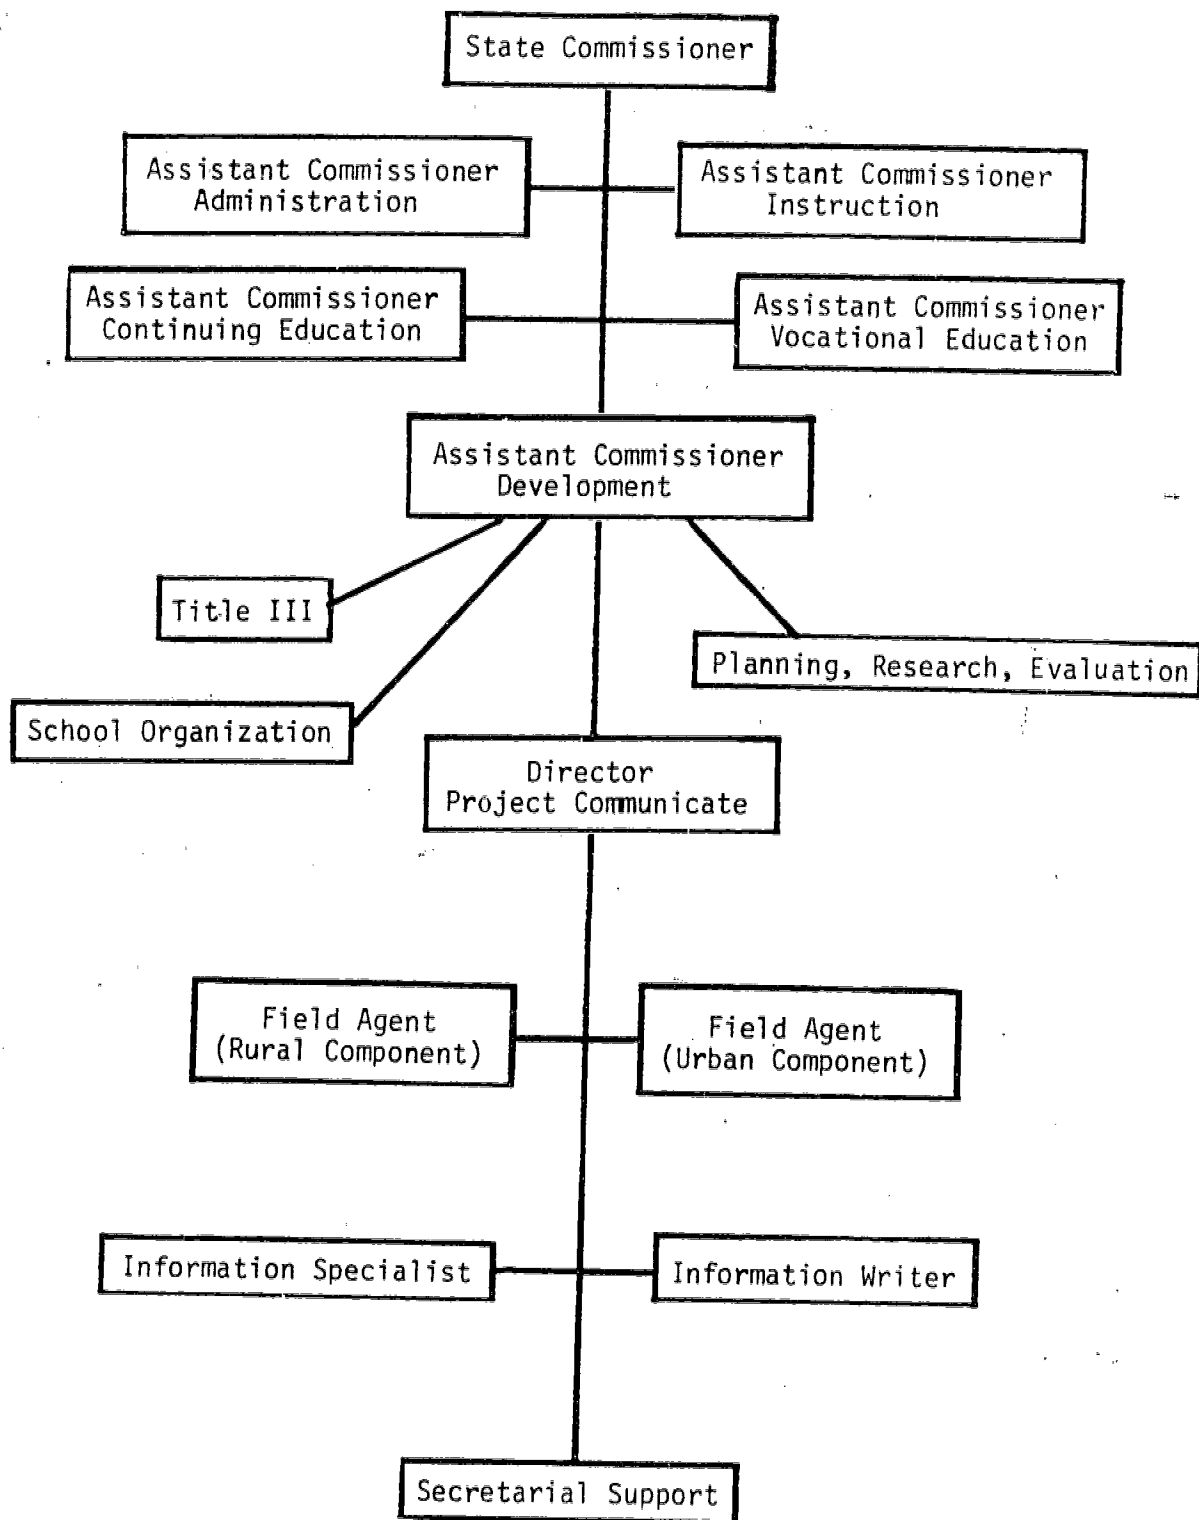 State Commissioner
Assistant Commissioner
Administration
Assistant Commissioner
Instruction
Assistant Commissioner
Continuing Education
Assistant Commissioner
Vocational Education
Assistant Commissioner
Development
Title III
Planning, Research, Evaluation
School Organization
Director
Project Communicate
Field Agent
(Rural Component)
Field Agent
(Urban Component)
Information Specialist
Information Writer
Secretarial Support